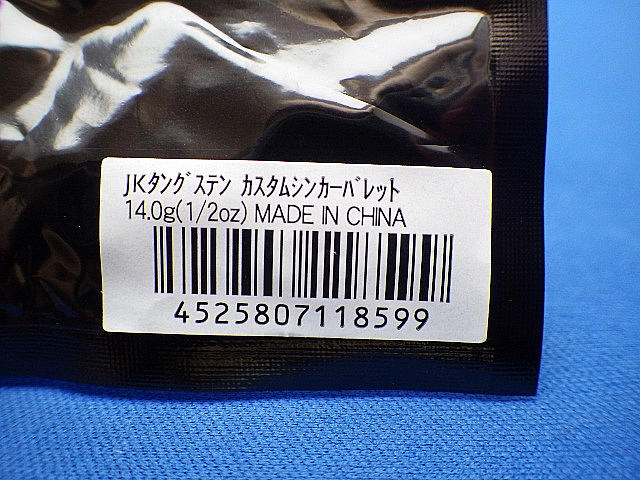 JKﾀﾝｸﾞｽﾃﾝ ｶｽﾀﾑｼﾝｶｰﾊﾞﾚｯﾄ
14.0g(1/2oz) MADE IN CHINA
4525807118599